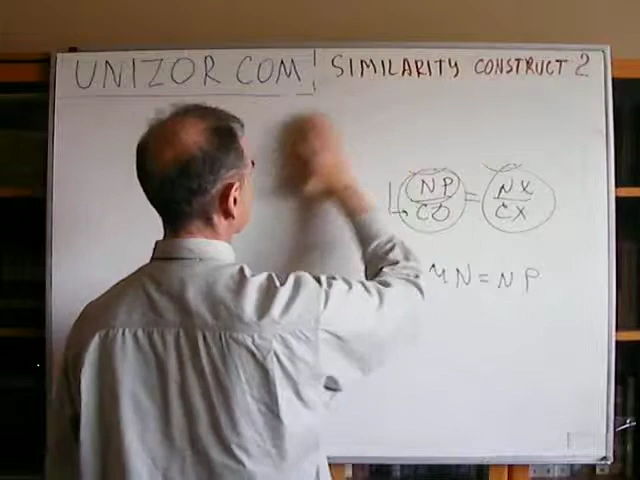 UNIZOR COM
SIMILARITY CONSTRUCT 2
NP = NX
CO CX
MN = NP